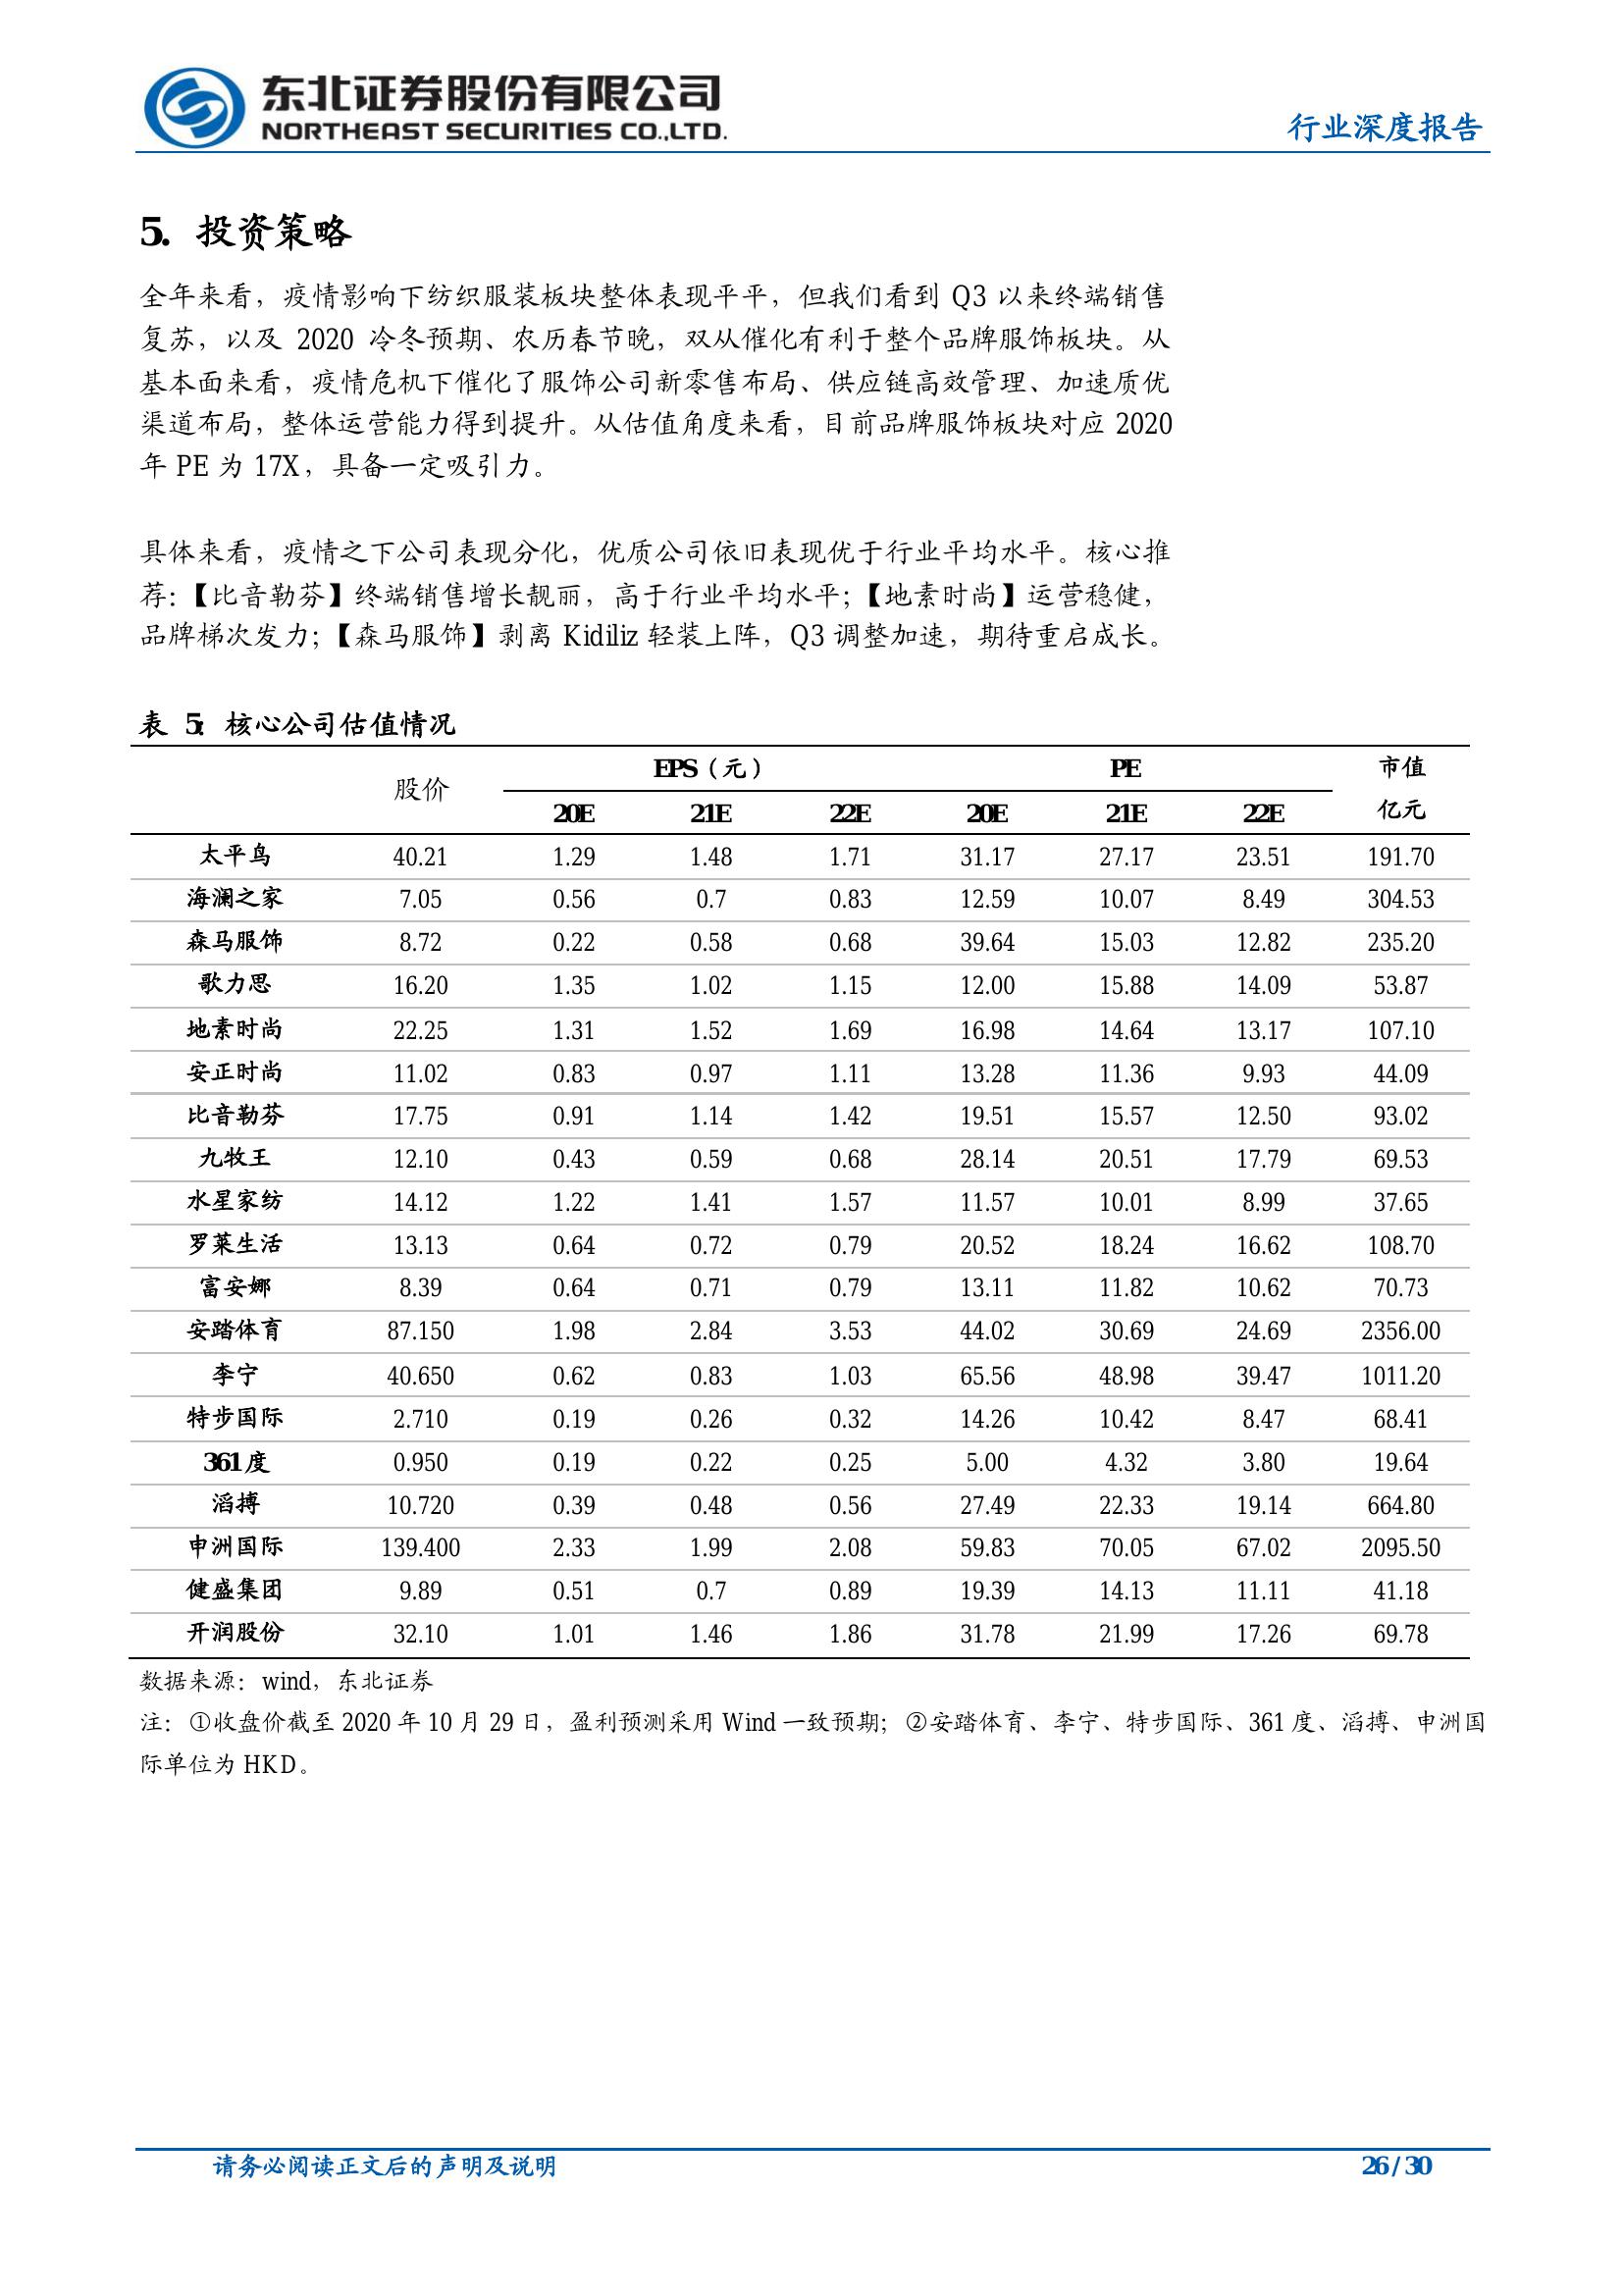 东北证券股份有限公司
NORTHEAST SECURITIES CO.,LTD.
行业深度报告
5. 投资策略
全年来看，疫情影响下纺织服装板块整体表现平平，但我们看到 Q3 以来终端销售
复苏，以及 2020 冷冬预期、农历春节晚，双从催化有利于整个品牌服饰板块。从
基本面来看，疫情危机下催化了服饰公司新零售布局、供应链高效管理、加速质优
渠道布局，整体运营能力得到提升。从估值角度来看，目前品牌服饰板块对应 2020
年 PE 为 17X，具备一定吸引力。
具体来看，疫情之下公司表现分化，优质公司依旧表现优于行业平均水平。核心推
荐：【比音勒芬】终端销售增长靓丽，高于行业平均水平；【地素时尚】运营稳健，
品牌梯次发力；【森马服饰】剥离 Kidiliz 轻装上阵，Q3 调整加速，期待重启成长。
表 5: 核心公司估值情况
股价 EPS（元） PE 市值
20E 21E 22E 20E 21E 22E 亿元
太平鸟 40.21 1.29 1.48 1.71 31.17 27.17 23.51 191.70
海澜之家 7.05 0.56 0.7 0.83 12.59 10.07 8.49 304.53
森马服饰 8.72 0.22 0.58 0.68 39.64 15.03 12.82 235.20
歌力思 16.20 1.35 1.02 1.15 12.00 15.88 14.09 53.87
地素时尚 22.25 1.31 1.52 1.69 16.98 14.64 13.17 107.10
安正时尚 11.02 0.83 0.97 1.11 13.28 11.36 9.93 44.09
比音勒芬 17.75 0.91 1.14 1.42 19.51 15.57 12.50 93.02
九牧王 12.10 0.43 0.59 0.68 28.14 20.51 17.79 69.53
水星家纺 14.12 1.22 1.41 1.57 11.57 10.01 8.99 37.65
罗莱生活 13.13 0.64 0.72 0.79 20.52 18.24 16.62 108.70
富安娜 8.39 0.64 0.71 0.79 13.11 11.82 10.62 70.73
安踏体育 87.150 1.98 2.84 3.53 44.02 30.69 24.69 2356.00
李宁 40.650 0.62 0.83 1.03 65.56 48.98 39.47 1011.20
特步国际 2.710 0.19 0.26 0.32 14.26 10.42 8.47 68.41
361 度 0.950 0.19 0.22 0.25 5.00 4.32 3.80 19.64
滔搏 10.720 0.39 0.48 0.56 27.49 22.33 19.14 664.80
申洲国际 139.400 2.33 1.99 2.08 59.83 70.05 67.02 2095.50
健盛集团 9.89 0.51 0.7 0.89 19.39 14.13 11.11 41.18
开润股份 32.10 1.01 1.46 1.86 31.78 21.99 17.26 69.78
数据来源：wind，东北证券
注：①收盘价截至 2020 年 10 月 29 日，盈利预测采用 Wind 一致预期；②安踏体育、李宁、特步国际、361 度、滔搏、申洲国
际单位为 HKD。
请务必阅读正文后的声明及说明
26 / 30